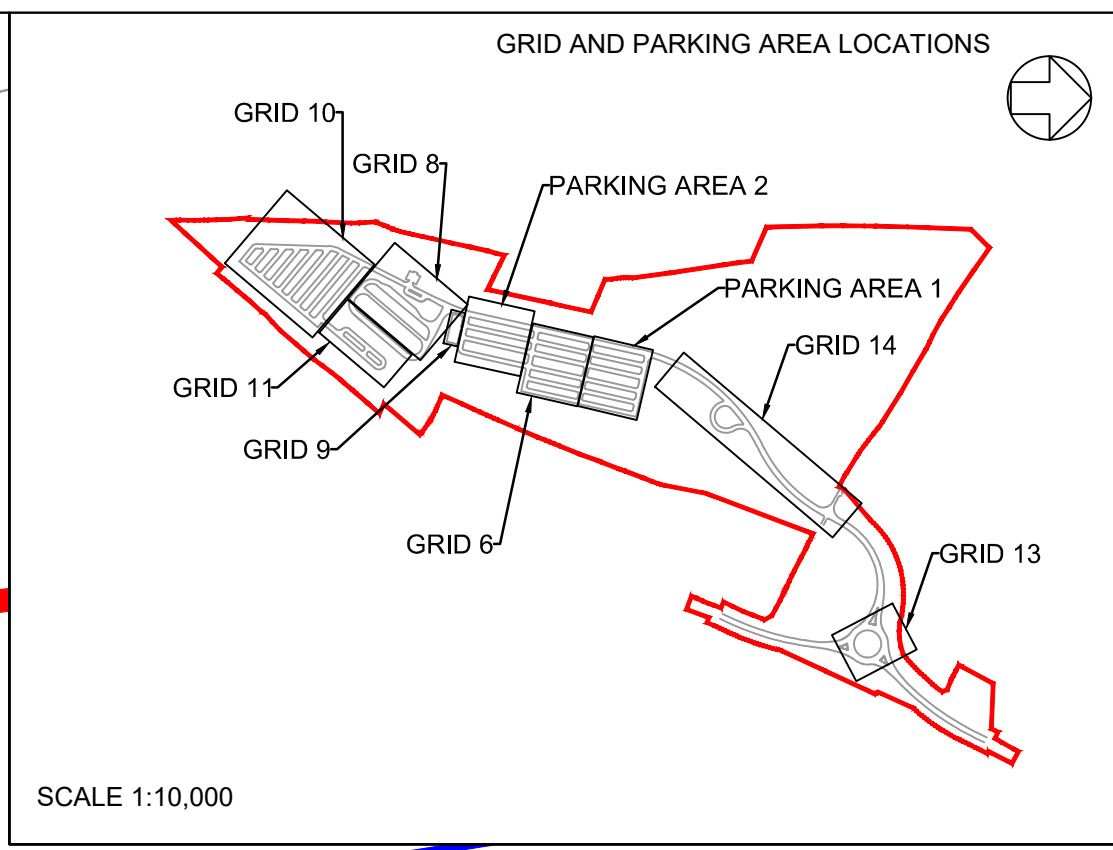 GRID AND PARKING AREA LOCATIONS
GRID 10
GRID 8
PARKING AREA 2
PARKING AREA 1
GRID 14
GRID 11
GRID 9
GRID 6
GRID 13
SCALE 1:10,000